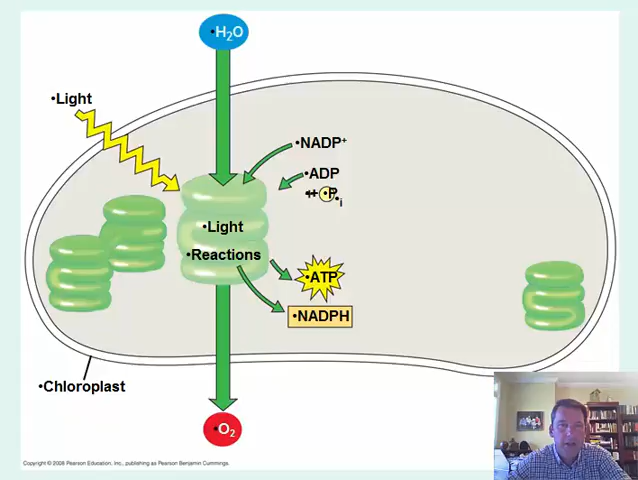 •H₂O
•Light
•NADP⁺
•ADP
•+ •P•i
•Light
•Reactions
•ATP
•NADPH
•Chloroplast
•O₂
Copyright © 2008 Pearson Education, Inc., publishing as Pearson Benjamin Cummings.